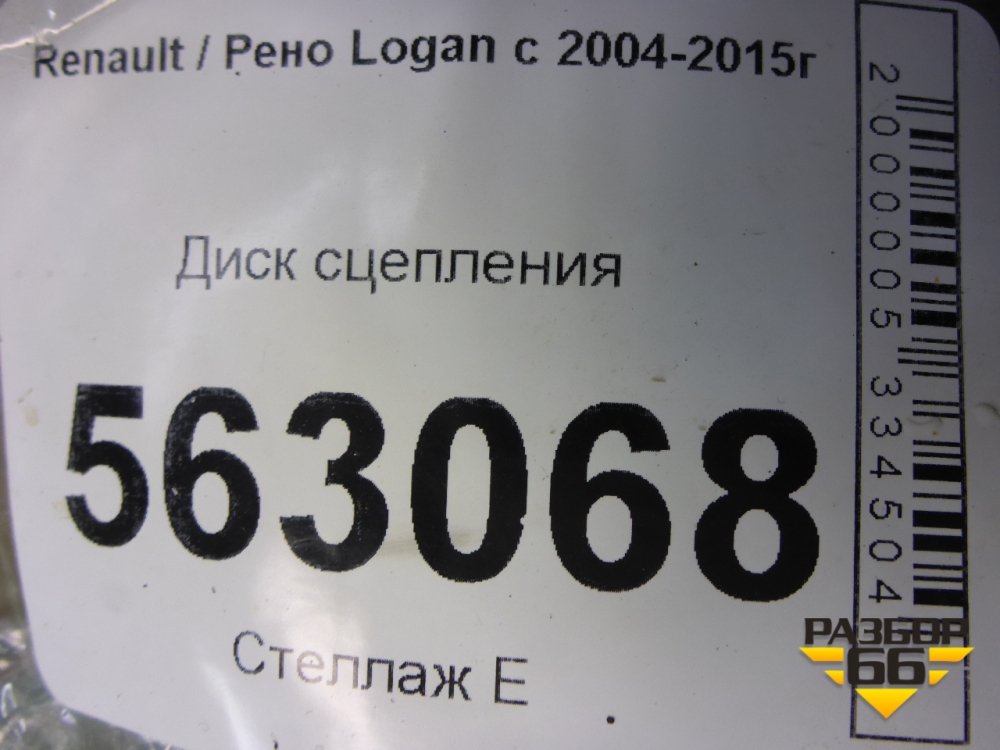 Renault / Рено Logan с 2004-2015г
Диск сцепления
563068
Стеллаж Е
2000005334504
РАЗБОР
66